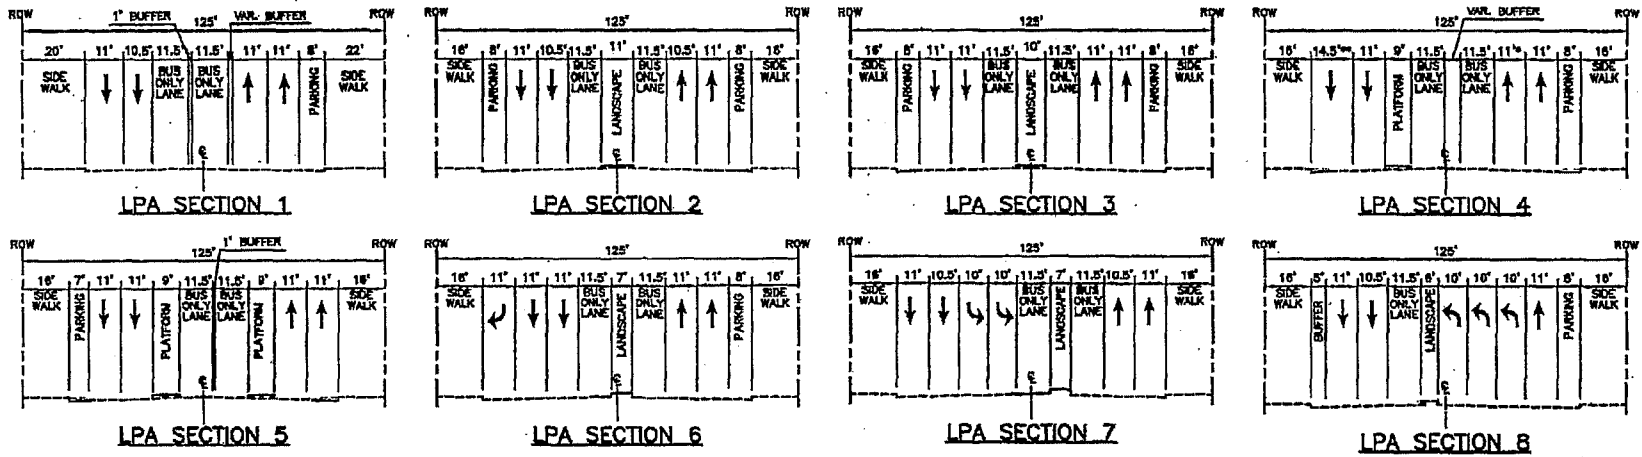 ROW 1' BUFFER VAR. BUFFER ROW
125'
20' 11' 10.5' 11.5' 11.5' 11' 11' 8' 22'
SIDE WALK BUS ONLY LANE BUS ONLY LANE PARKING SIDE WALK
LPA SECTION 1
ROW ROW
125'
16' 8' 11' 10.5' 11.5' 11' 11.5' 10.5' 11' 8' 16'
SIDE WALK PARKING BUS ONLY LANE LANDSCAPE BUS ONLY LANE PARKING SIDE WALK
LPA SECTION 2
ROW ROW
125'
16' 8' 11' 11' 11.5' 10' 11.5' 11' 11' 8' 16'
SIDE WALK PARKING BUS ONLY LANE LANDSCAPE BUS ONLY LANE PARKING SIDE WALK
LPA SECTION 3
ROW VAR. BUFFER ROW
125'
16' 14.5' 11' 9' 11.5' 11.5' 11' 11' 8' 16'
SIDE WALK PLATFORM BUS ONLY LANE BUS ONLY LANE PARKING SIDE WALK
LPA SECTION 4
ROW 1' BUFFER ROW
125'
16' 7' 11' 11' 9' 11.5' 11.5' 9' 11' 11' 16'
SIDE WALK PARKING PLATFORM BUS ONLY LANE BUS ONLY LANE PLATFORM SIDE WALK
LPA SECTION 5
ROW ROW
125'
16' 11' 11' 11' 11.5' 7' 11.5' 11' 11' 8' 16'
SIDE WALK BUS ONLY LANE LANDSCAPE BUS ONLY LANE PARKING SIDE WALK
LPA SECTION 6
ROW ROW
125'
16' 11' 10.5' 10' 10' 11.5' 7' 11.5' 10.5' 11' 16'
SIDE WALK BUS ONLY LANE LANDSCAPE BUS ONLY LANE SIDE WALK
LPA SECTION 7
ROW ROW
125'
16' 5' 11' 10.5' 11.5' 6' 10' 10' 10' 11' 8' 16'
SIDE WALK BUFFER BUS ONLY LANE LANDSCAPE PARKING SIDE WALK
LPA SECTION 8